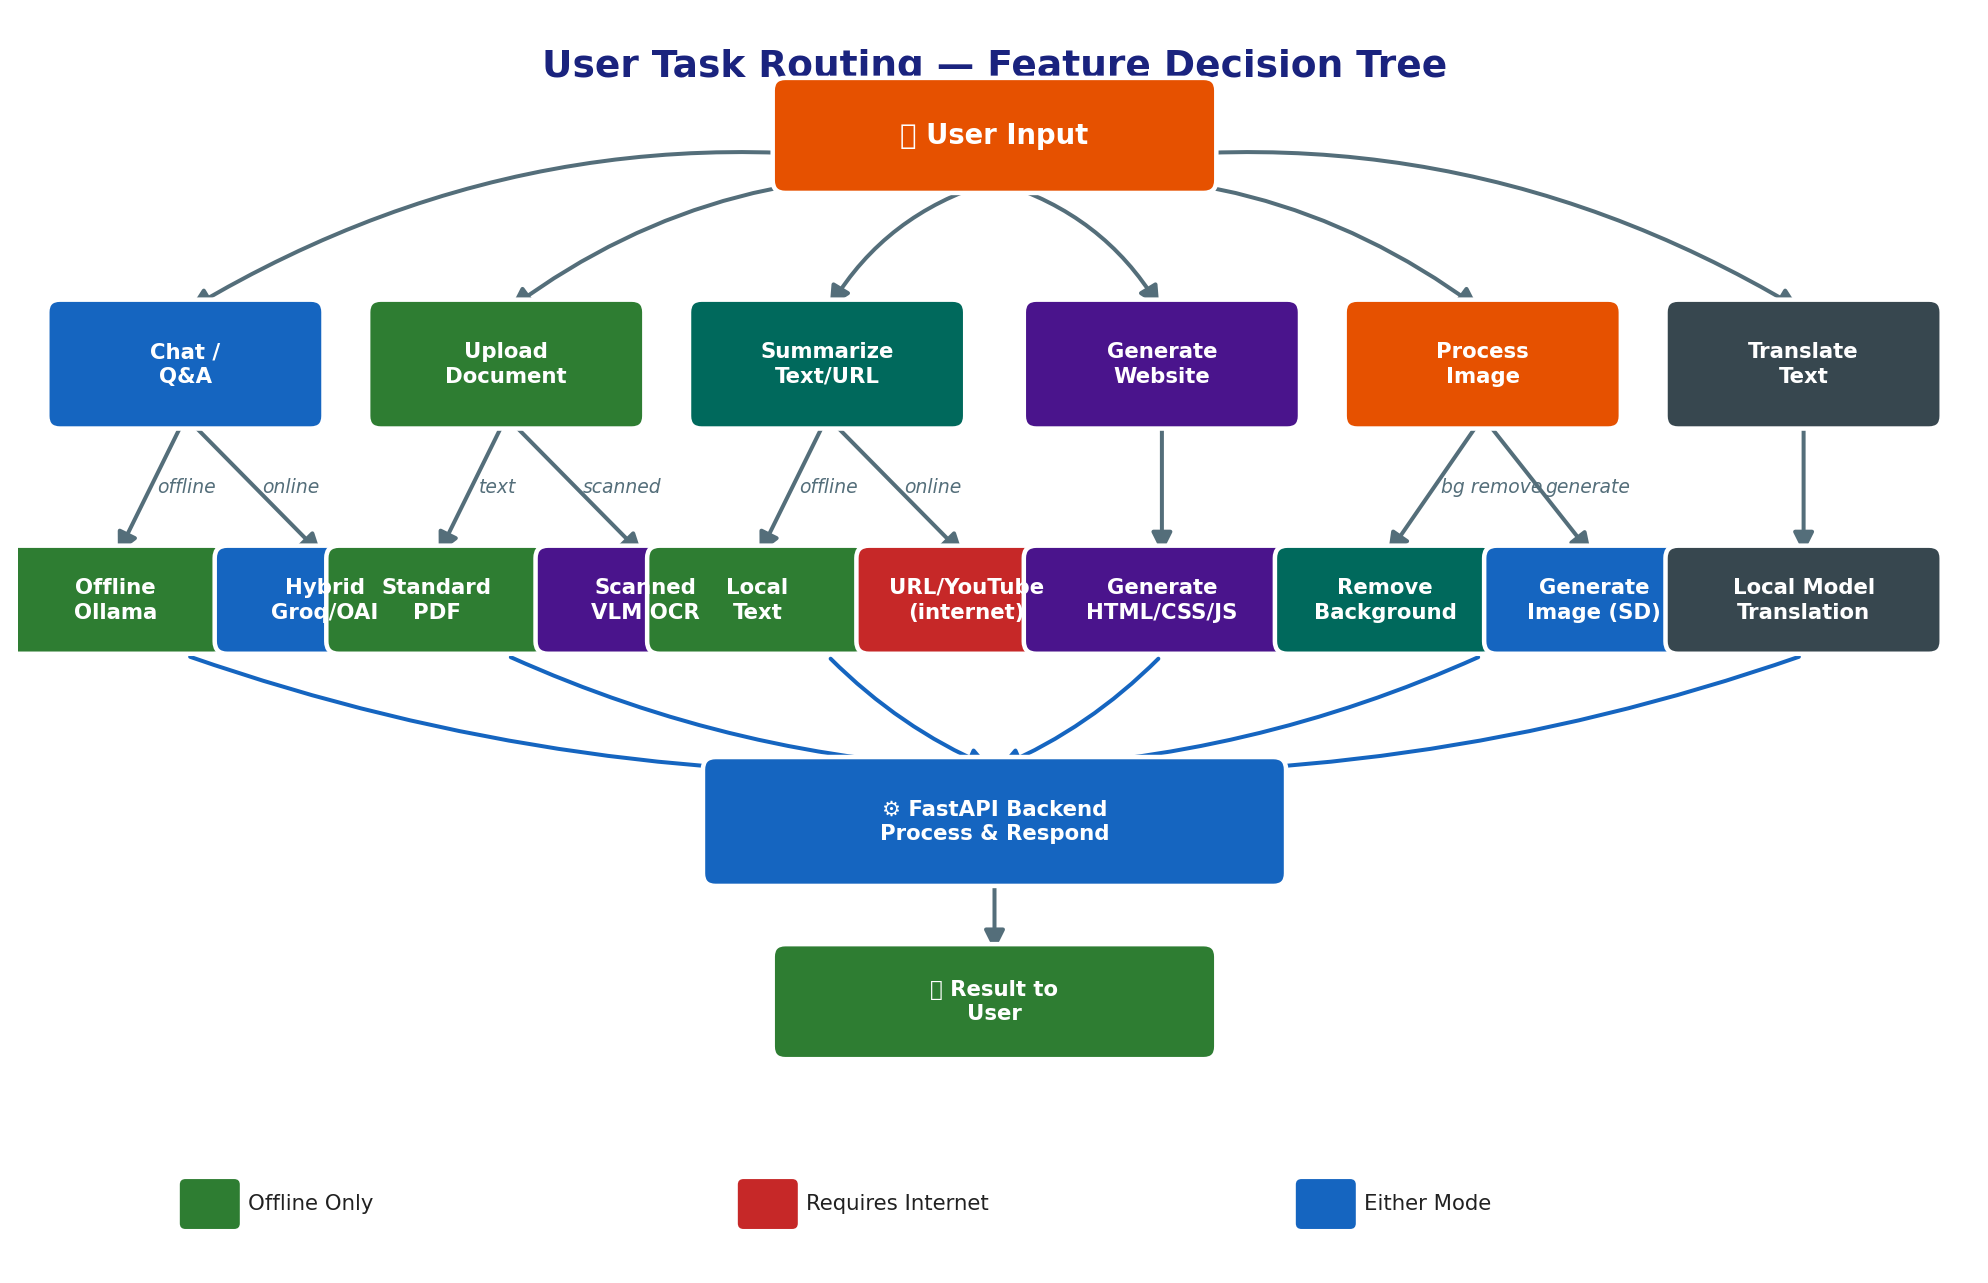 User Task Routing — Feature Decision Tree
User Input
Chat /
Q&A
Upload
Document
Summarize
Text/URL
Generate
Website
Process
Image
Translate
Text
offline
online
text
scanned
offline
online
bg remove
generate
Offline
Ollama
Hybrid
Groq/OAI
Standard
PDF
Scanned
VLM OCR
Local
Text
URL/YouTube
(internet)
Generate
HTML/CSS/JS
Remove
Background
Generate
Image (SD)
Local Model
Translation
⚙ FastAPI Backend
Process & Respond
Result to
User
Offline Only
Requires Internet
Either Mode